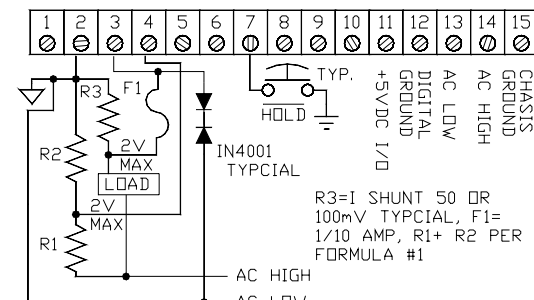 1 2 3 4 5 6 7 8 9 10 11 12 13 14 15
R3 F1 TYP.
HOLD
+5VDC I/O
DIGITAL GROUND
AC LOW
AC HIGH
CHASIS GROUND
2V
MAX
R2
IN4001
TYPCIAL
LOAD
2V
MAX
R1
R3=I SHUNT 50 OR
100mV TYPCIAL, F1=
1/10 AMP, R1+ R2 PER
FORMULA #1
AC HIGH
AC LOW